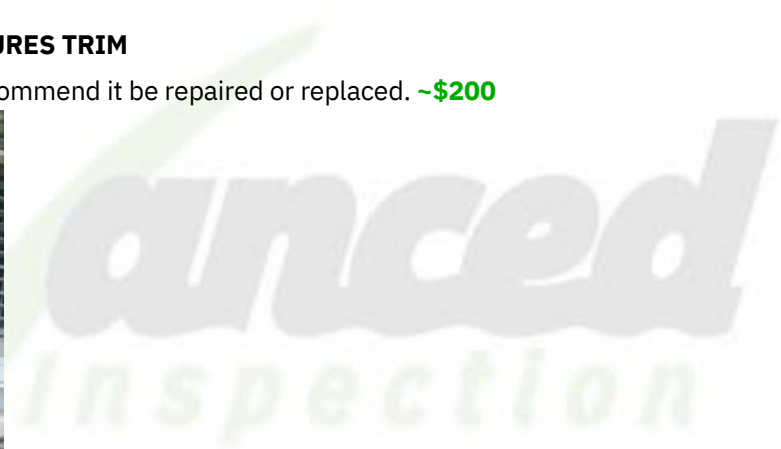 URES TRIM
ommend it be repaired or replaced. ~$200
anced
Inspection